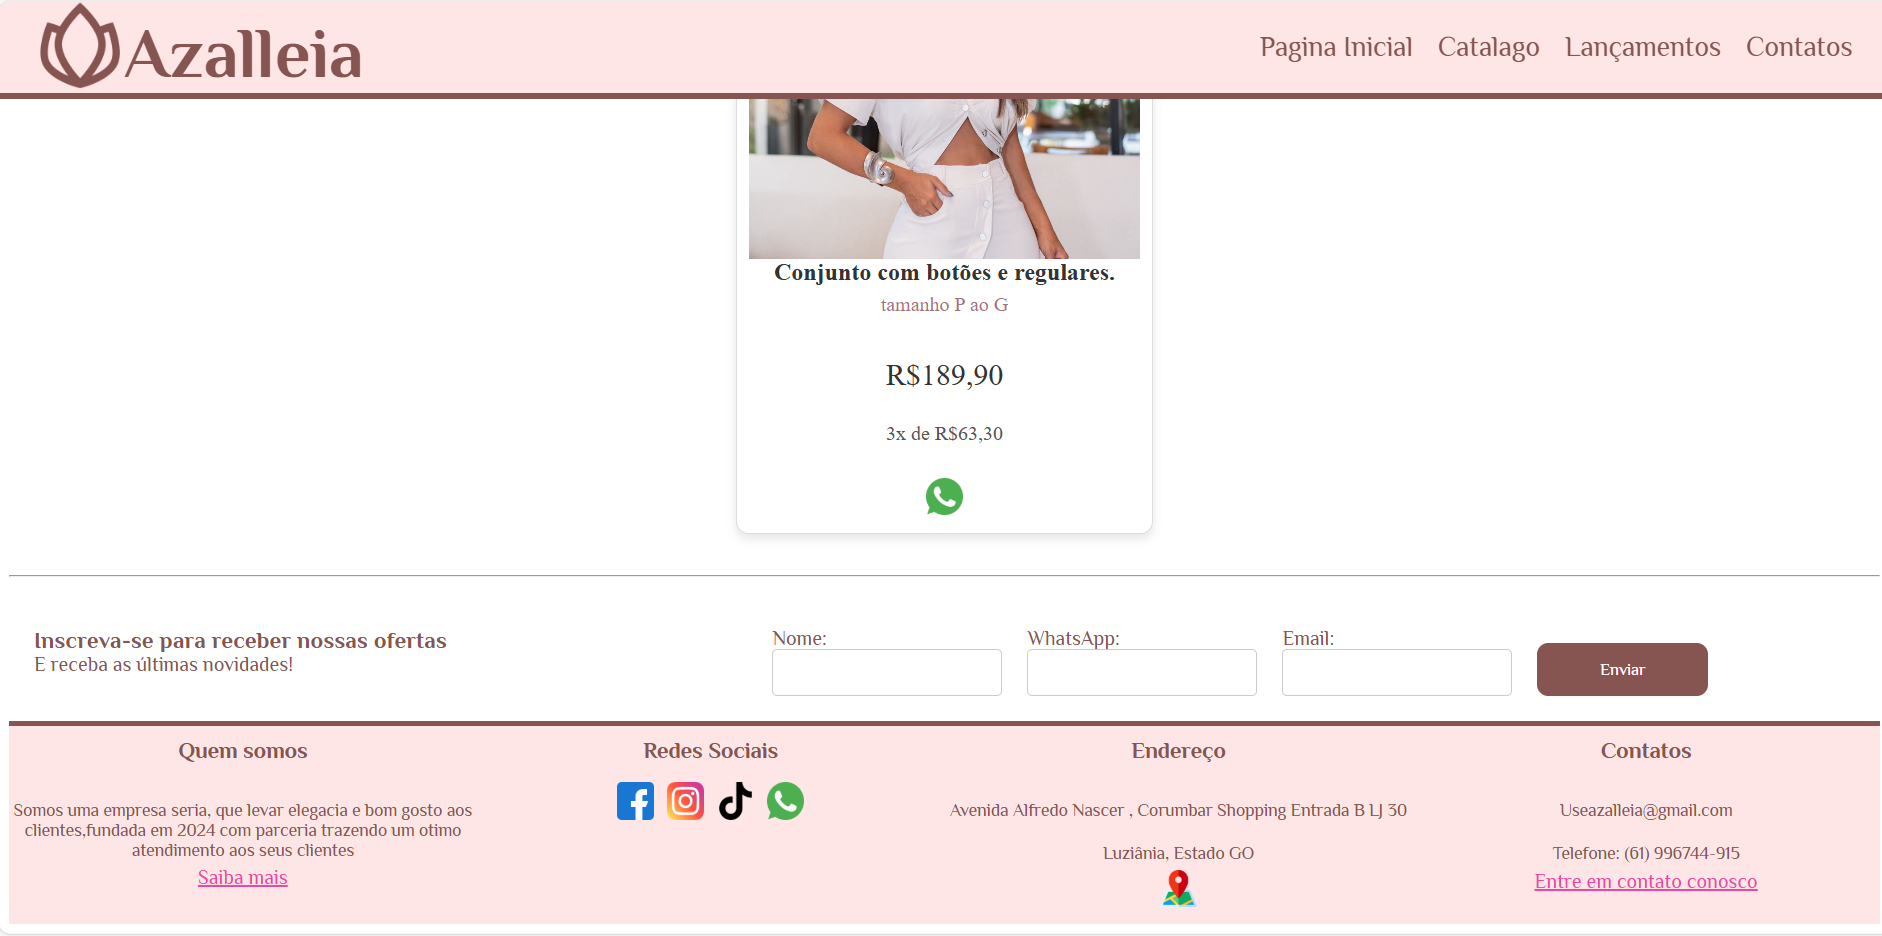 Azalleia
Pagina Inicial Catalago Lançamentos Contatos
Conjunto com botões e regulares.
tamanho P ao G
R$189,90
3x de R$63,30
Inscreva-se para receber nossas ofertas
E receba as últimas novidades!
Nome:
WhatsApp:
Email:
Enviar
Quem somos
Somos uma empresa seria, que levar elegacia e bom gosto aos
clientes,fundada em 2024 com parceria trazendo um otimo
atendimento aos seus clientes
Saiba mais
Redes Sociais
Endereço
Avenida Alfredo Nascer , Corumbar Shopping Entrada B LJ 30
Luziânia, Estado GO
Contatos
Useazalleia@gmail.com
Telefone: (61) 996744-915
Entre em contato conosco